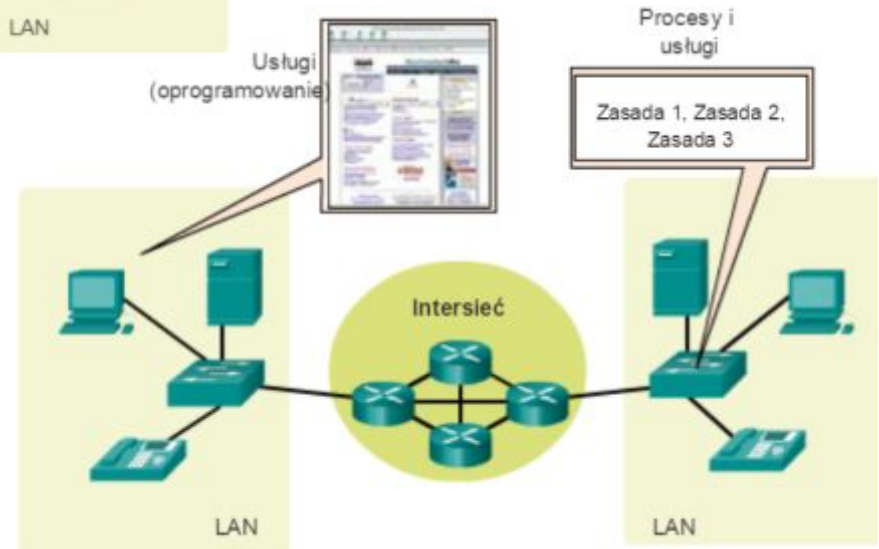 LAN
Usługi
(oprogramowanie)
Procesy i
usługi
Zasada 1, Zasada 2,
Zasada 3
Intersieć
LAN
LAN